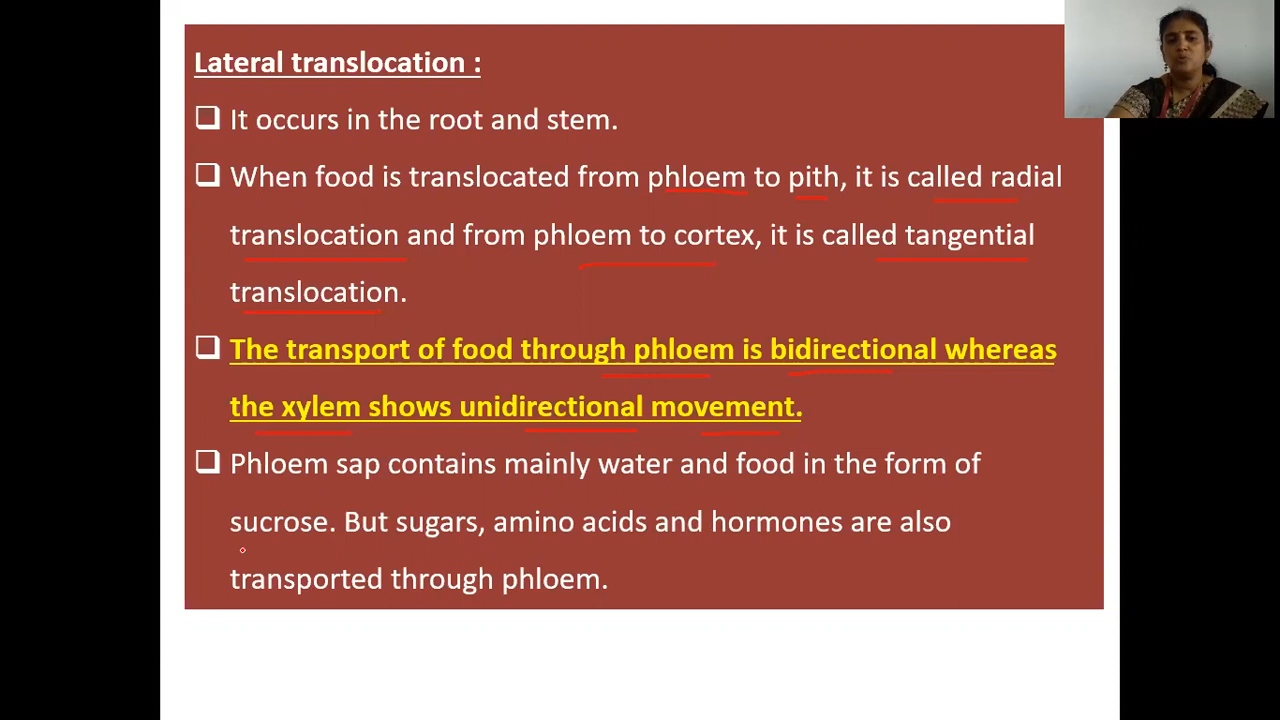 Lateral translocation :
It occurs in the root and stem.
When food is translocated from phloem to pith, it is called radial
translocation and from phloem to cortex, it is called tangential
translocation.
The transport of food through phloem is bidirectional whereas
the xylem shows unidirectional movement.
Phloem sap contains mainly water and food in the form of
sucrose. But sugars, amino acids and hormones are also
transported through phloem.